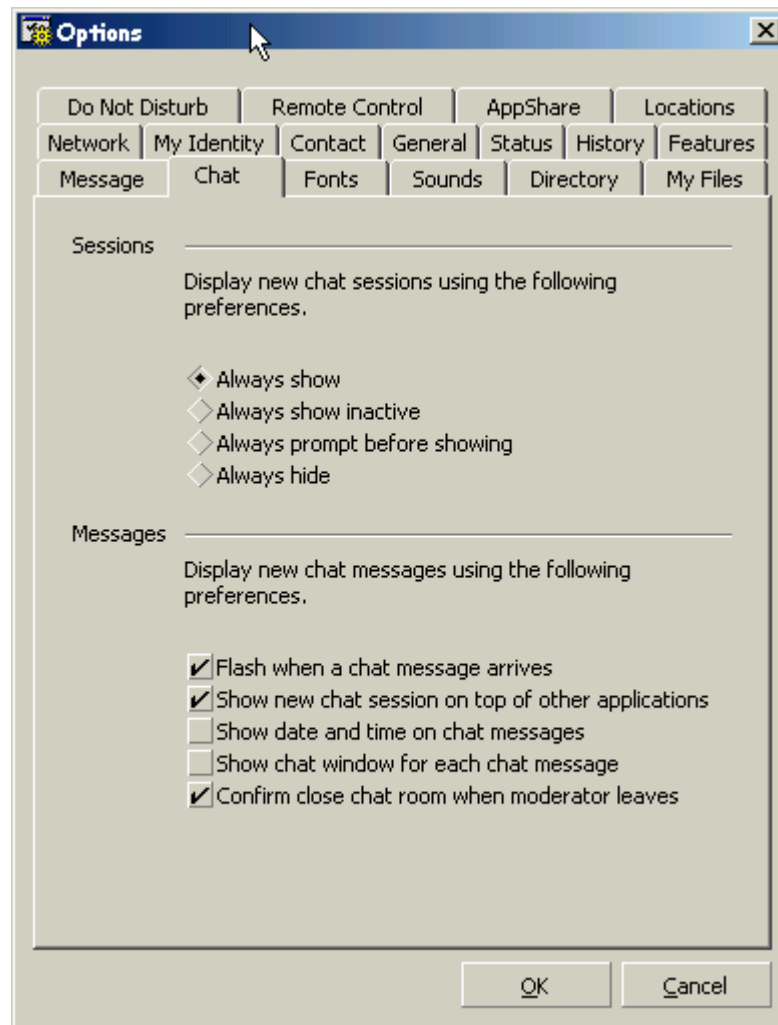 Options
Do Not Disturb Remote Control AppShare Locations
Network My Identity Contact General Status History Features
Message Chat Fonts Sounds Directory My Files
Sessions
Display new chat sessions using the following
preferences.
Always show
Always show inactive
Always prompt before showing
Always hide
Messages
Display new chat messages using the following
preferences.
Flash when a chat message arrives
Show new chat session on top of other applications
Show date and time on chat messages
Show chat window for each chat message
Confirm close chat room when moderator leaves
OK Cancel